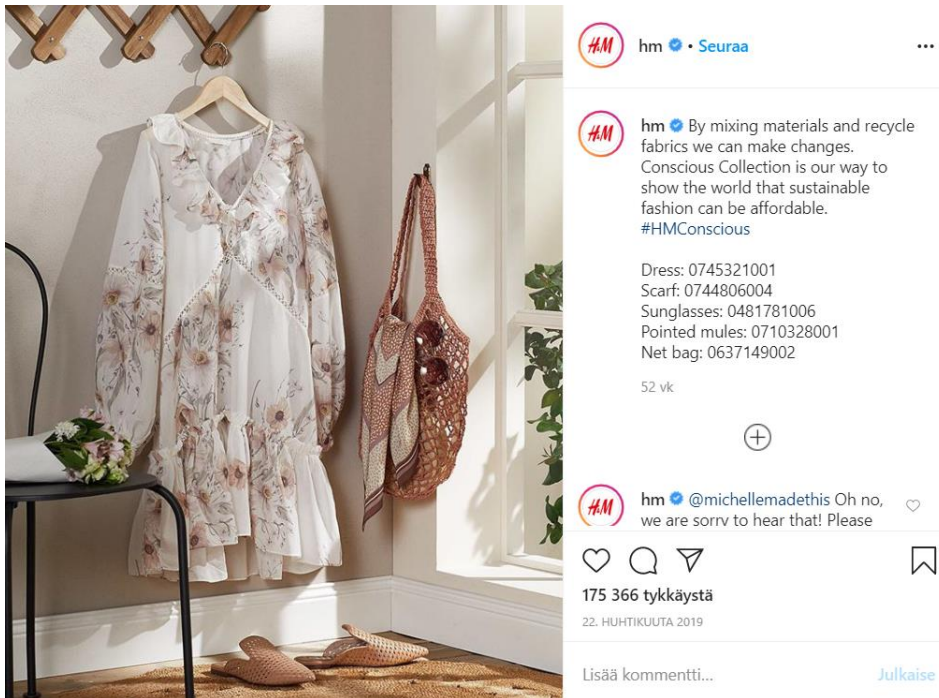 H&M
hm • Seuraa
H&M
hm By mixing materials and recycle
fabrics we can make changes.
Conscious Collection is our way to
show the world that sustainable
fashion can be affordable.
#HMConscious
Dress: 0745321001
Scarf: 0744806004
Sunglasses: 0481781006
Pointed mules: 0710328001
Net bag: 0637149002
52 vk
H&M
hm @michellemadethis Oh no,
we are sorry to hear that! Please
175 366 tykkäystä
22. HUHTIKUUTA 2019
Lisää kommentti...
Julkaise